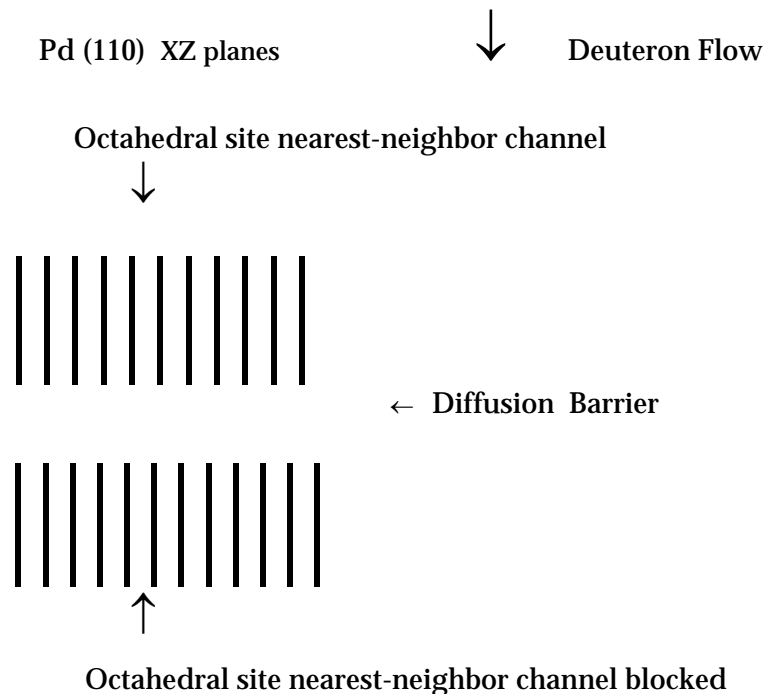 Pd (110) XZ planes ↓ Deuteron Flow
Octahedral site nearest-neighbor channel
↓
← Diffusion Barrier
↑
Octahedral site nearest-neighbor channel blocked